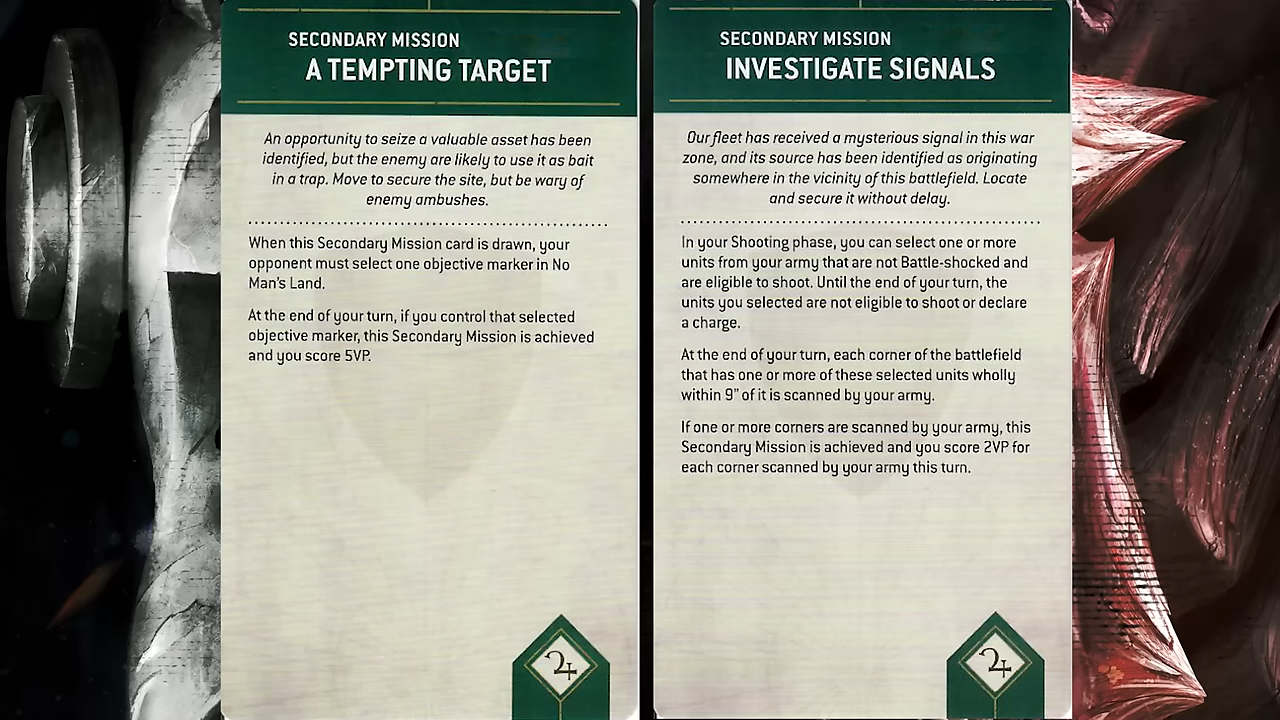 SECONDARY MISSION
A TEMPTING TARGET
An opportunity to seize a valuable asset has been
identified, but the enemy are likely to use it as bait
in a trap. Move to secure the site, but be wary of
enemy ambushes.
When this Secondary Mission card is drawn, your
opponent must select one objective marker in No
Man's Land.
At the end of your turn, if you control that selected
objective marker, this Secondary Mission is achieved
and you score 5VP.
SECONDARY MISSION
INVESTIGATE SIGNALS
Our fleet has received a mysterious signal in this war
zone, and its source has been identified as originating
somewhere in the vicinity of this battlefield. Locate
and secure it without delay.
In your Shooting phase, you can select one or more
units from your army that are not Battle-shocked and
are eligible to shoot. Until the end of your turn, the
units you selected are not eligible to shoot or declare
a charge.
At the end of your turn, each corner of the battlefield
that has one or more of these selected units wholly
within 9" of it is scanned by your army.
If one or more corners are scanned by your army, this
Secondary Mission is achieved and you score 2VP for
each corner scanned by your army this turn.